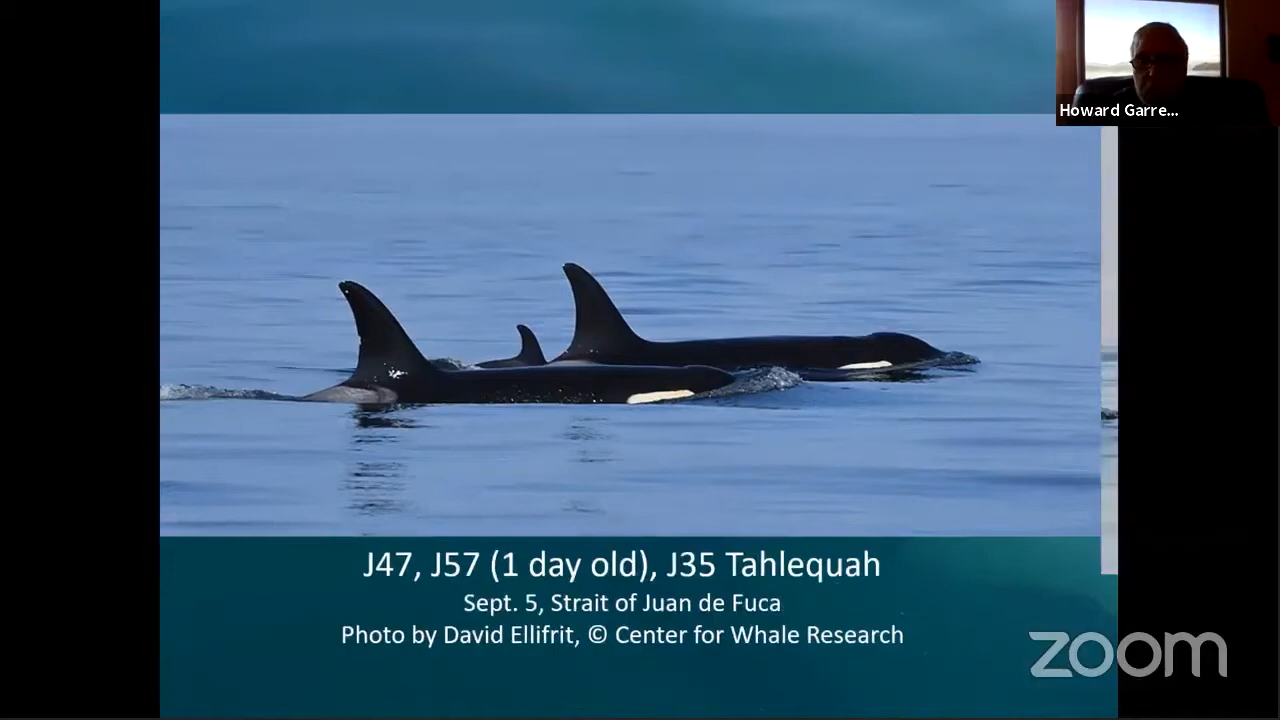 Howard Garre...
J47, J57 (1 day old), J35 Tahlequah
Sept. 5, Strait of Juan de Fuca
Photo by David Ellifrit, © Center for Whale Research
zoom